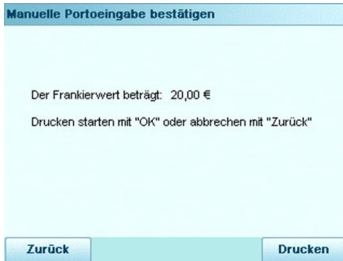 Manuelle Portoeingabe bestätigen
Der Frankierwert beträgt: 20,00 €
Drucken starten mit "OK" oder abbrechen mit "Zurück"
Zurück
Drucken